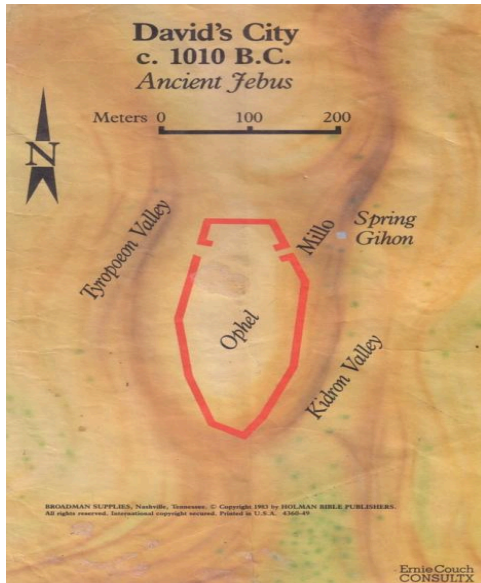 David's City
c. 1010 B.C.
Ancient Jebus
Meters 0 100 200
N
Tyropoeon Valley
Millo
Spring
Gihon
Ophel
Kidron Valley
BROADMAN SUPPLIES, Nashville, Tennessee. © Copyright 1983 by HOLMAN BIBLE PUBLISHERS.
All rights reserved. International copyright secured. Printed in U.S.A. 4360-49
Ernie Couch
CONSULTX